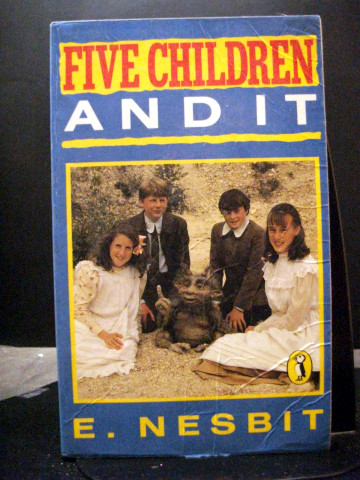 FIVE CHILDREN
AND IT
E. NESBIT